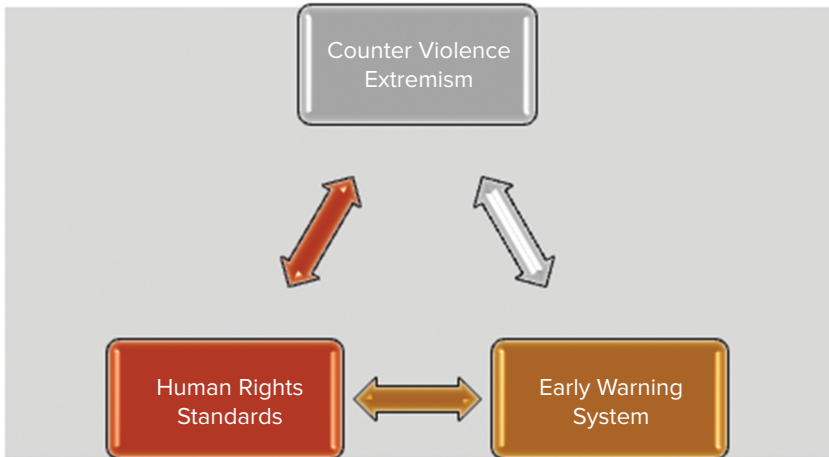 Counter Violence
Extremism
Human Rights
Standards
Early Warning
System